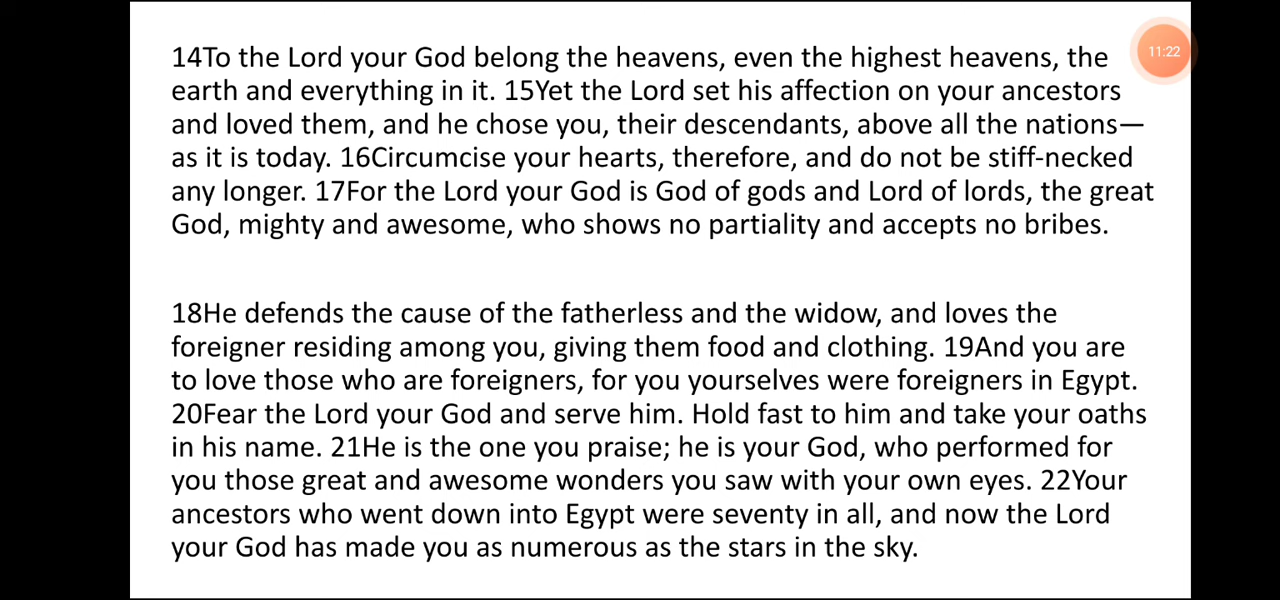 14To the Lord your God belong the heavens, even the highest heavens, the
11:22
earth and everything in it. 15Yet the Lord set his affection on your ancestors
and loved them, and he chose you, their descendants, above all the nations—
as it is today. 16Circumcise your hearts, therefore, and do not be stiff-necked
any longer. 17For the Lord your God is God of gods and Lord of lords, the great
God, mighty and awesome, who shows no partiality and accepts no bribes.
18He defends the cause of the fatherless and the widow, and loves the
foreigner residing among you, giving them food and clothing. 19And you are
to love those who are foreigners, for you yourselves were foreigners in Egypt.
20Fear the Lord your God and serve him. Hold fast to him and take your oaths
in his name. 21He is the one you praise; he is your God, who performed for
you those great and awesome wonders you saw with your own eyes. 22Your
ancestors who went down into Egypt were seventy in all, and now the Lord
your God has made you as numerous as the stars in the sky.